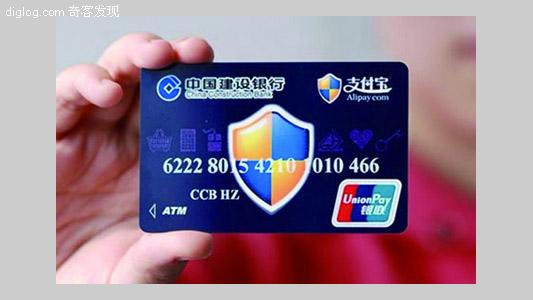 diglog.com 奇客发现
中国建设银行
China Construction Bank
支付宝
Alipay.com
6222 8015 4210 1010 466
CCB HZ
ATM
UnionPay
银联